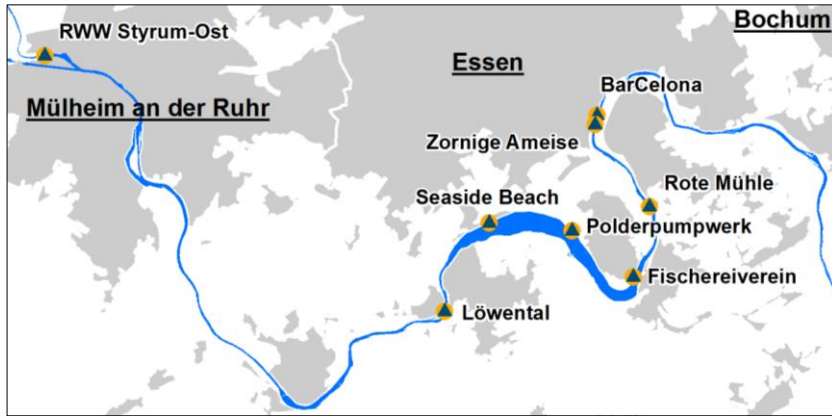 Bochum
RWW Styrum-Ost
Essen
BarCelona
Mülheim an der Ruhr
Zornige Ameise
Rote Mühle
Seaside Beach
Polderpumpwerk
Fischereiverein
Löwental